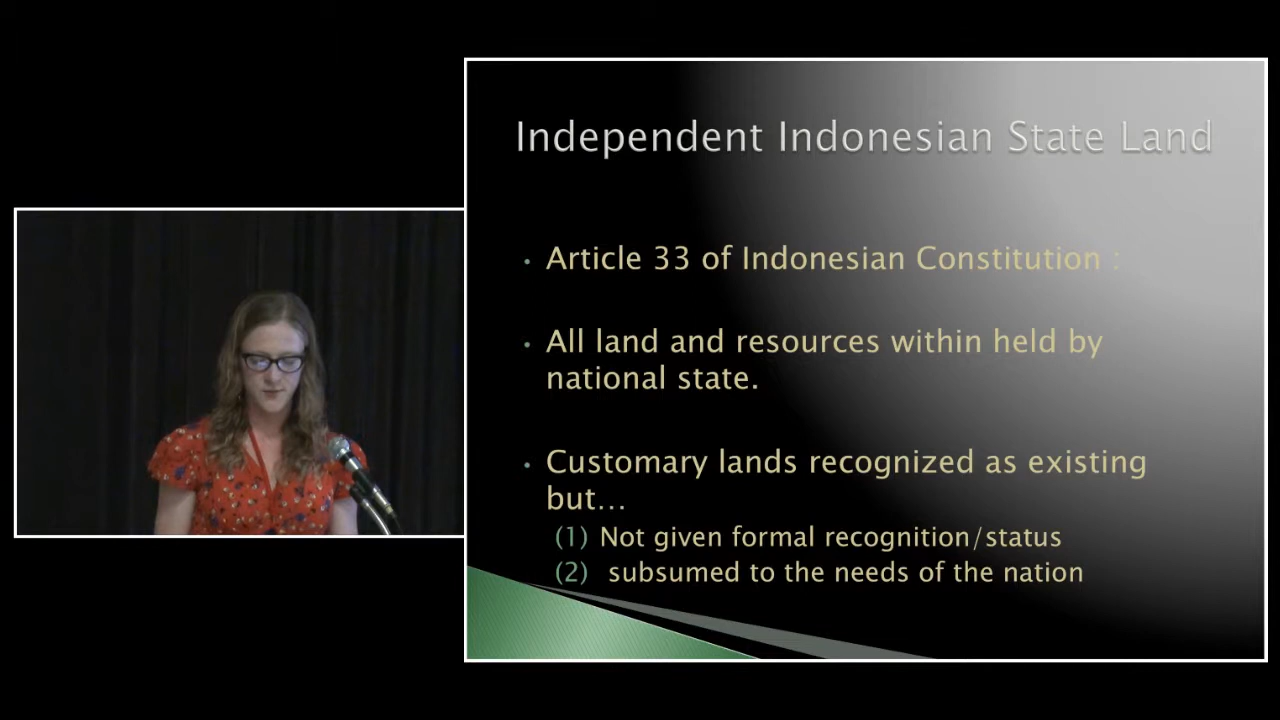 Independent Indonesian State Land
• Article 33 of Indonesian Constitution :
• All land and resources within held by
national state.
• Customary lands recognized as existing
but…
(1) Not given formal recognition/status
(2) subsumed to the needs of the nation